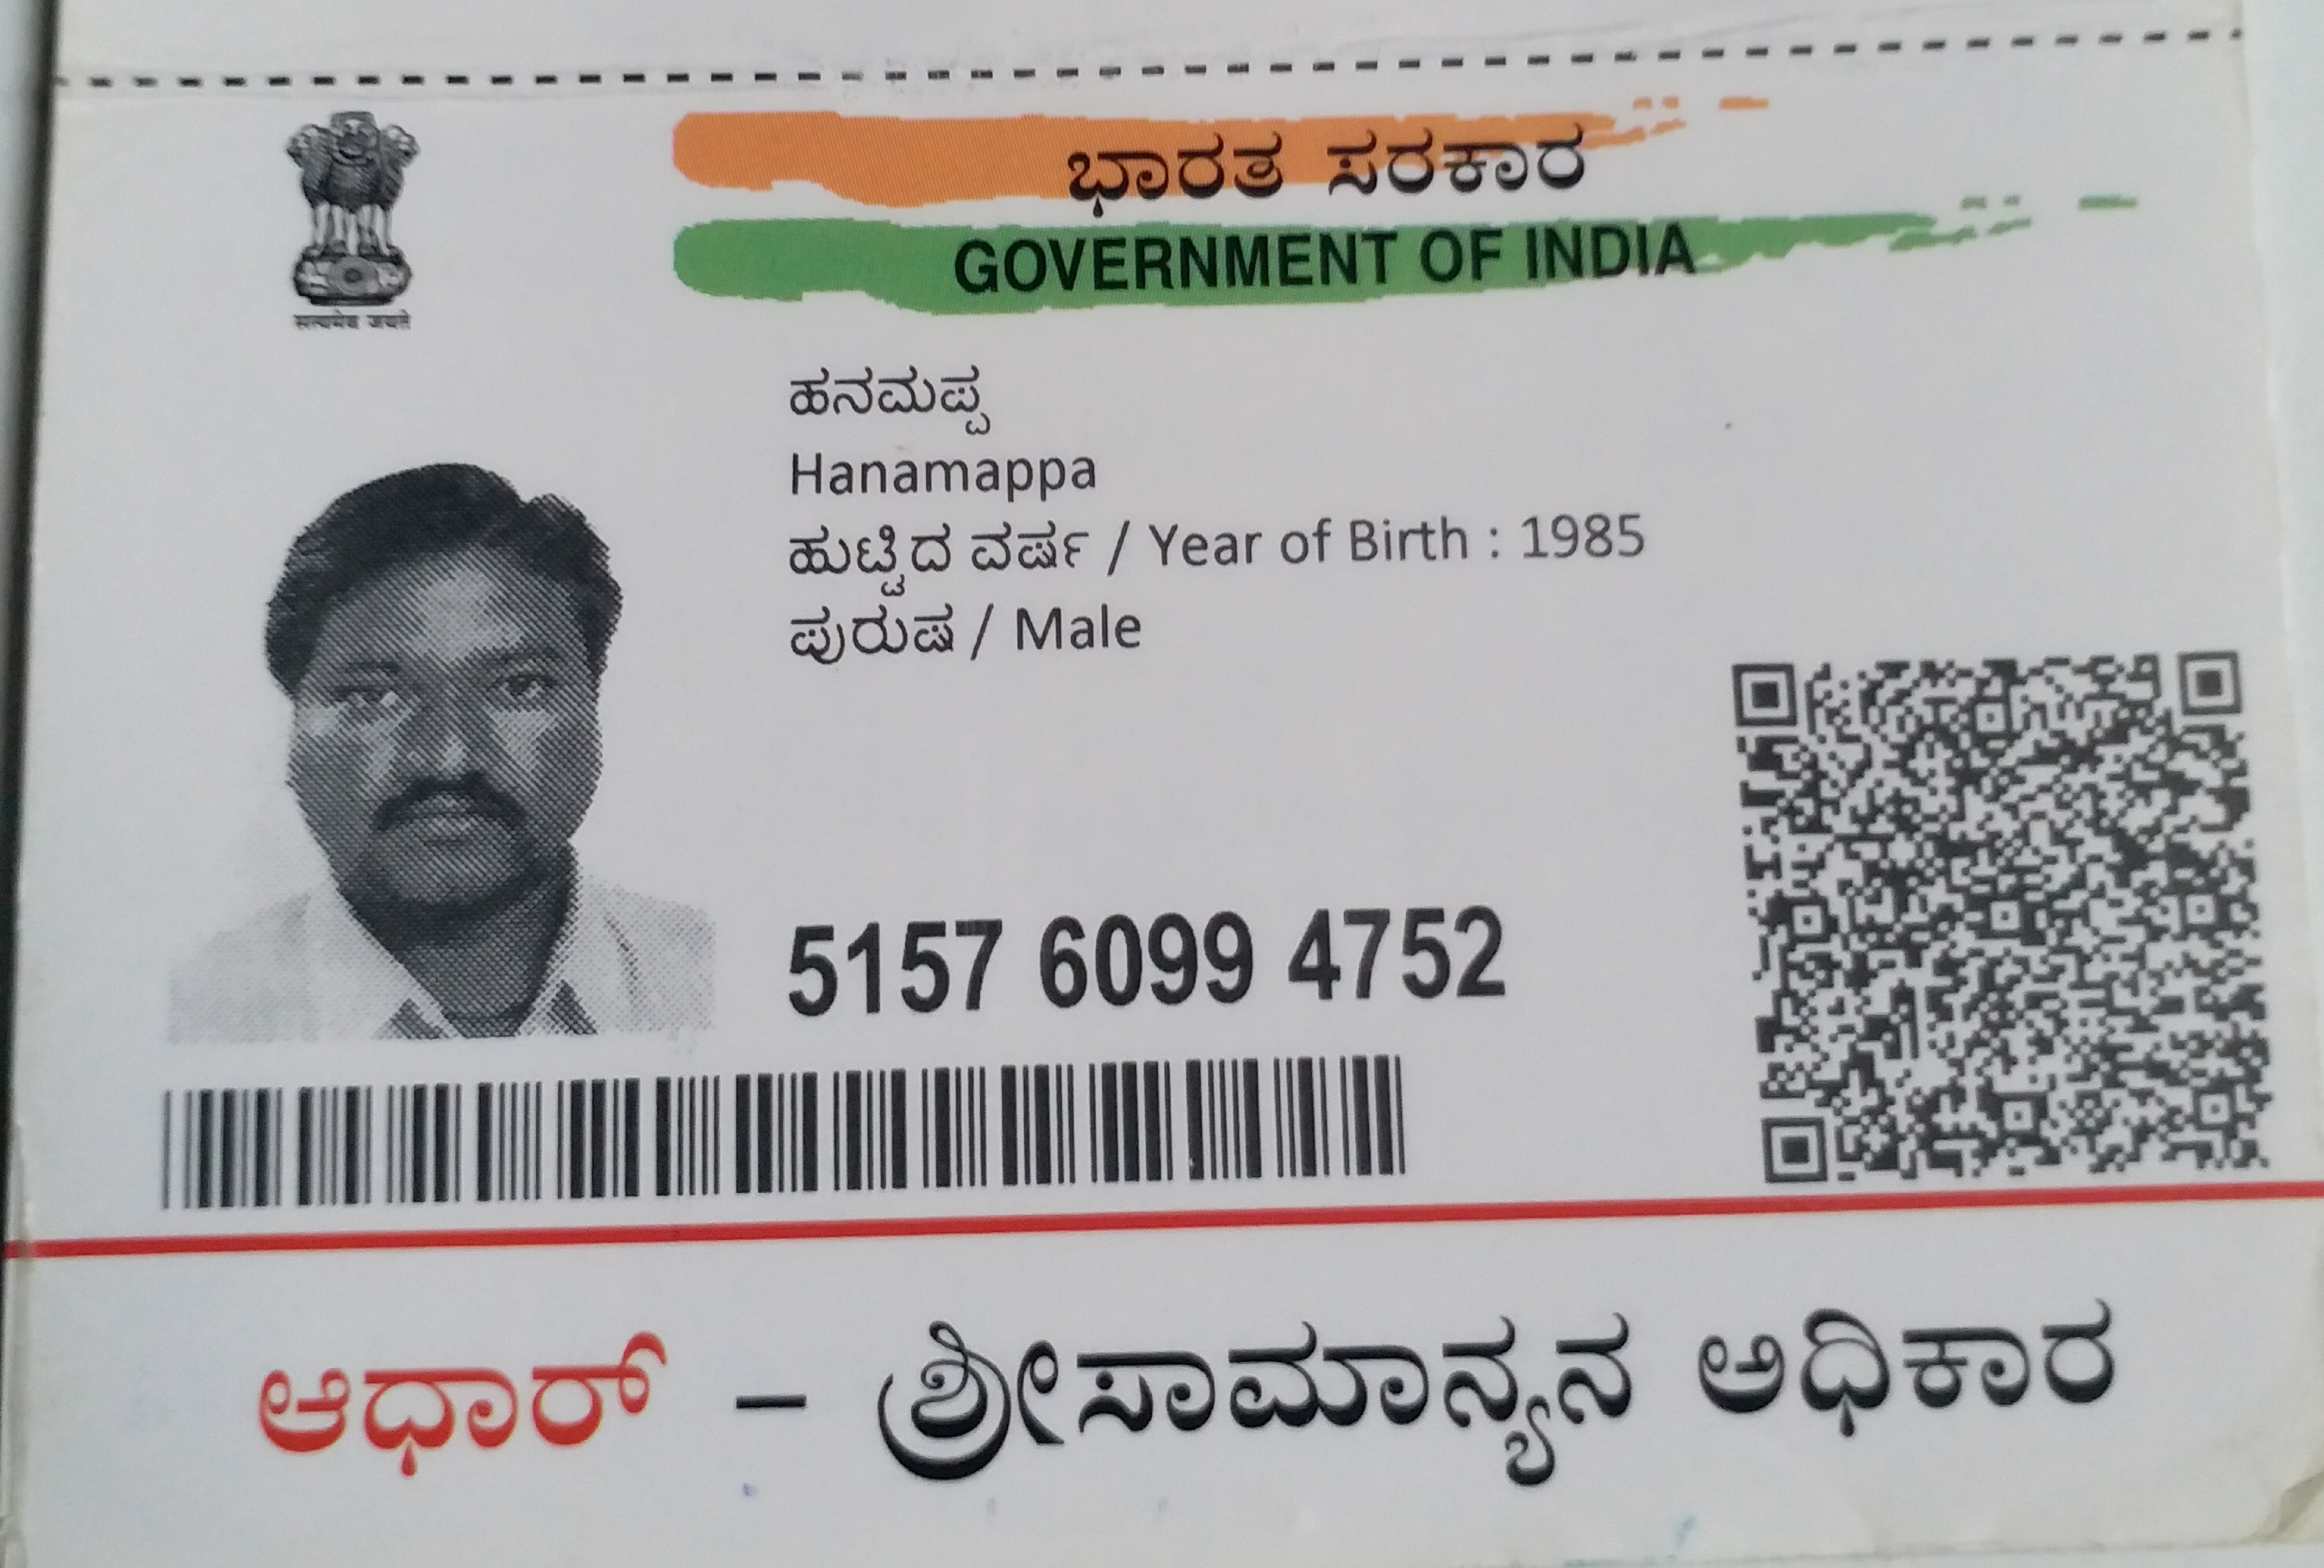 सत्यमेव जयते
ಭಾರತ ಸರಕಾರ
GOVERNMENT OF INDIA
ಹನಮಪ್ಪ
Hanamappa
ಹುಟ್ಟಿದ ವರ್ಷ / Year of Birth : 1985
ಪುರುಷ / Male
5157 6099 4752
ಆಧಾರ್ – ಶ್ರೀಸಾಮಾನ್ಯನ ಅಧಿಕಾರ